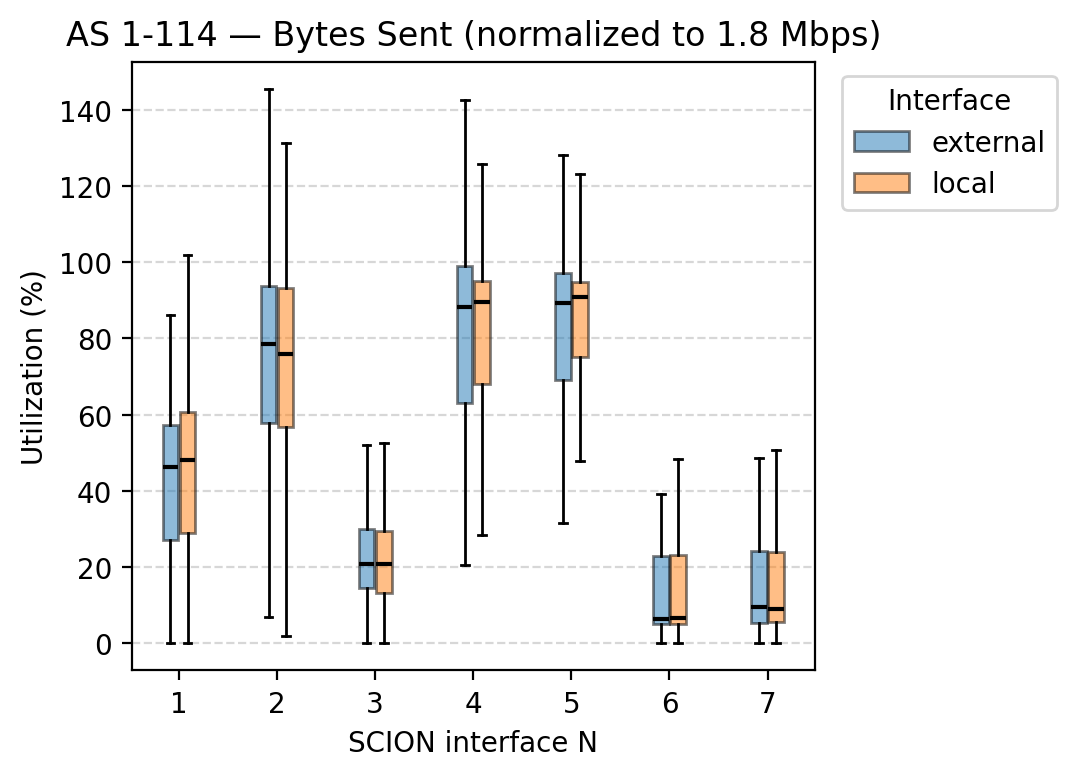 AS 1-114 — Bytes Sent (normalized to 1.8 Mbps)
Interface
external
local
Utilization (%)
140
120
100
80
60
40
20
0
1 2 3 4 5 6 7
SCION interface N